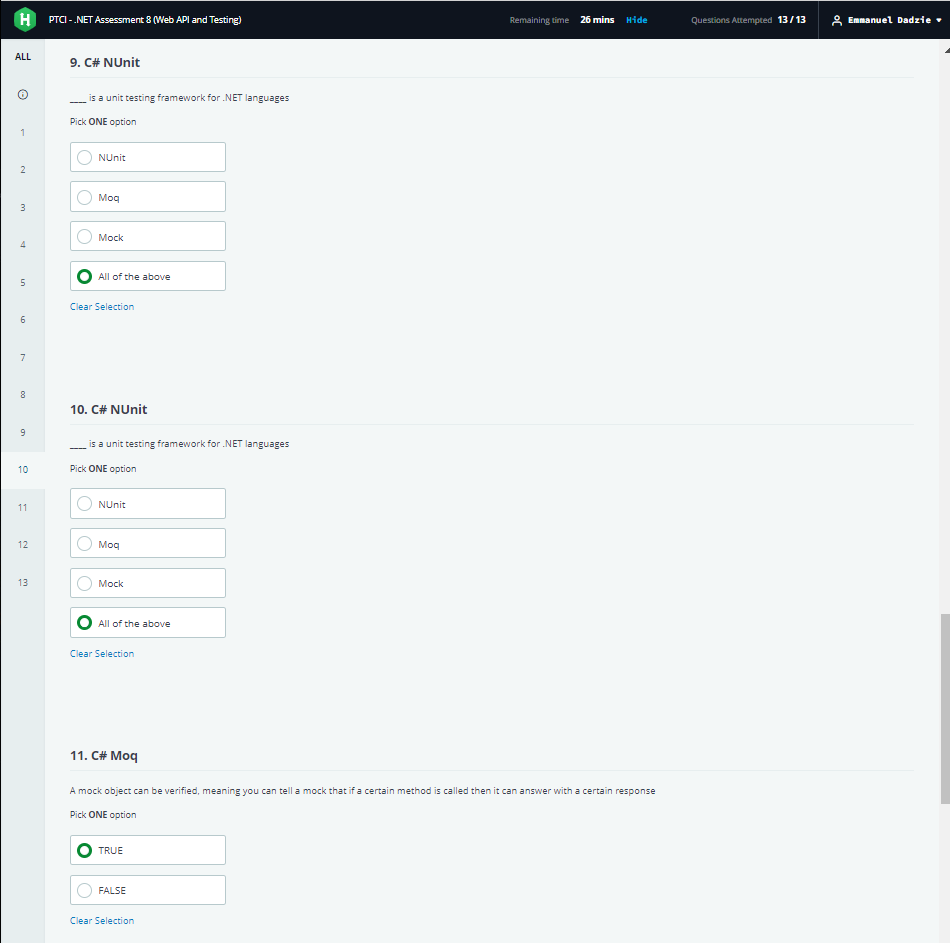 H PTCI - .NET Assessment 8 (Web API and Testing) Remaining time 26 mins Hide Questions Attempted 13 / 13 Emmanuel Dadzie
ALL
1
2
3
4
5
6
7
8
9
10
11
12
13
9. C# NUnit
____ is a unit testing framework for .NET languages
Pick ONE option
NUnit
Moq
Mock
All of the above
Clear Selection
10. C# NUnit
____ is a unit testing framework for .NET languages
Pick ONE option
NUnit
Moq
Mock
All of the above
Clear Selection
11. C# Moq
A mock object can be verified, meaning you can tell a mock that if a certain method is called then it can answer with a certain response
Pick ONE option
TRUE
FALSE
Clear Selection